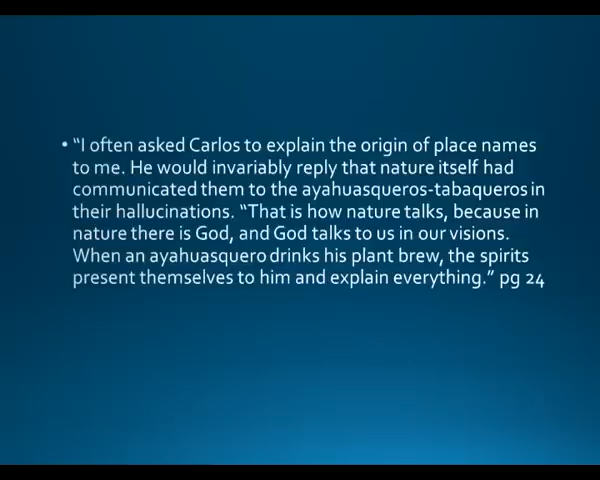 • “I often asked Carlos to explain the origin of place names
to me. He would invariably reply that nature itself had
communicated them to the ayahuasqueros-tabaqueros in
their hallucinations. “That is how nature talks, because in
nature there is God, and God talks to us in our visions.
When an ayahuasquero drinks his plant brew, the spirits
present themselves to him and explain everything.” pg 24